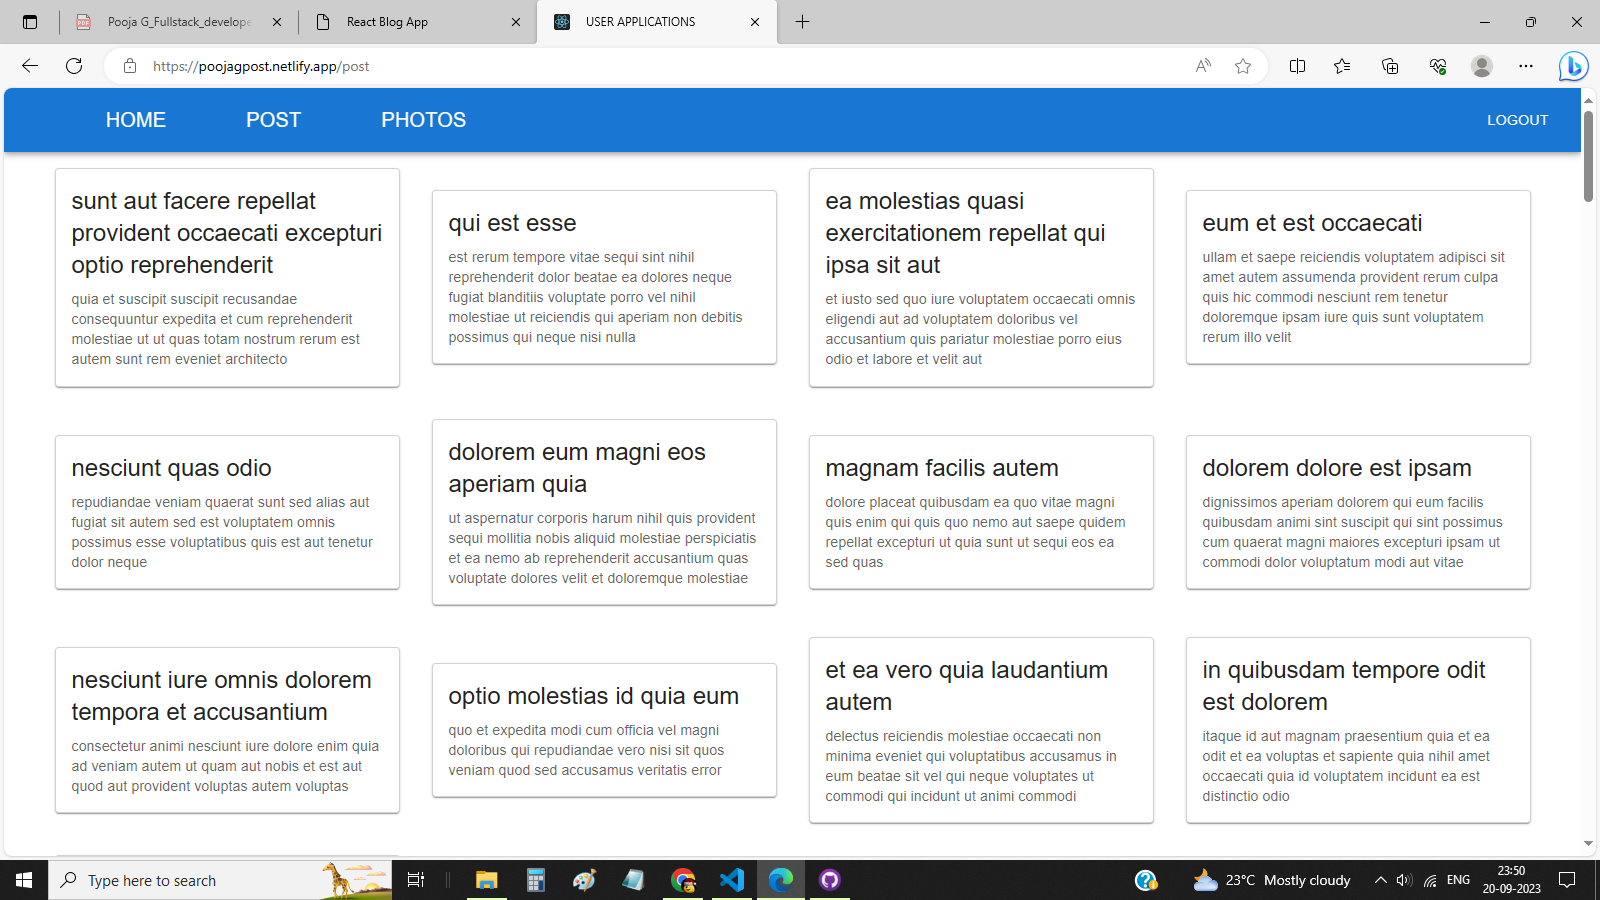 Pooja G_Fullstack_develope
React Blog App
USER APPLICATIONS
https://poojagpost.netlify.app/post
HOME
POST
PHOTOS
LOGOUT
sunt aut facere repellat
provident occaecati excepturi
optio reprehenderit
quia et suscipit suscipit recusandae
consequuntur expedita et cum reprehenderit
molestiae ut ut quas totam nostrum rerum est
autem sunt rem eveniet architecto
qui est esse
est rerum tempore vitae sequi sint nihil
reprehenderit dolor beatae ea dolores neque
fugiat blanditiis voluptate porro vel nihil
molestiae ut reiciendis qui aperiam non debitis
possimus qui neque nisi nulla
ea molestias quasi
exercitationem repellat qui
ipsa sit aut
et iusto sed quo iure voluptatem occaecati omnis
eligendi aut ad voluptatem doloribus vel
accusantium quis pariatur molestiae porro eius
odio et labore et velit aut
eum et est occaecati
ullam et saepe reiciendis voluptatem adipisci sit
amet autem assumenda provident rerum culpa
quis hic commodi nesciunt rem tenetur
doloremque ipsam iure quis sunt voluptatem
rerum illo velit
nesciunt quas odio
repudiandae veniam quaerat sunt sed alias aut
fugiat sit autem sed est voluptatem omnis
possimus esse voluptatibus quis est aut tenetur
dolor neque
dolorem eum magni eos
aperiam quia
ut aspernatur corporis harum nihil quis provident
sequi mollitia nobis aliquid molestiae perspiciatis
et ea nemo ab reprehenderit accusantium quas
voluptate dolores velit et doloremque molestiae
magnam facilis autem
dolore placeat quibusdam ea quo vitae magni
quis enim qui quis quo nemo aut saepe quidem
repellat excepturi ut quia sunt ut sequi eos ea
sed quas
dolorem dolore est ipsam
dignissimos aperiam dolorem qui eum facilis
quibusdam animi sint suscipit qui sint possimus
cum quaerat magni maiores excepturi ipsam ut
commodi dolor voluptatum modi aut vitae
nesciunt iure omnis dolorem
tempora et accusantium
consectetur animi nesciunt iure dolore enim quia
ad veniam autem ut quam aut nobis et est aut
quod aut provident voluptas autem voluptas
optio molestias id quia eum
quo et expedita modi cum officia vel magni
doloribus qui repudiandae vero nisi sit quos
veniam quod sed accusamus veritatis error
et ea vero quia laudantium
autem
delectus reiciendis molestiae occaecati non
minima eveniet qui voluptatibus accusamus in
eum beatae sit vel qui neque voluptates ut
commodi qui incidunt ut animi commodi
in quibusdam tempore odit
est dolorem
itaque id aut magnam praesentium quia et ea
odit et ea voluptas et sapiente quia nihil amet
occaecati quia id voluptatem incidunt ea est
distinctio odio
Type here to search
23°C Mostly cloudy
ENG
23:50
20-09-2023